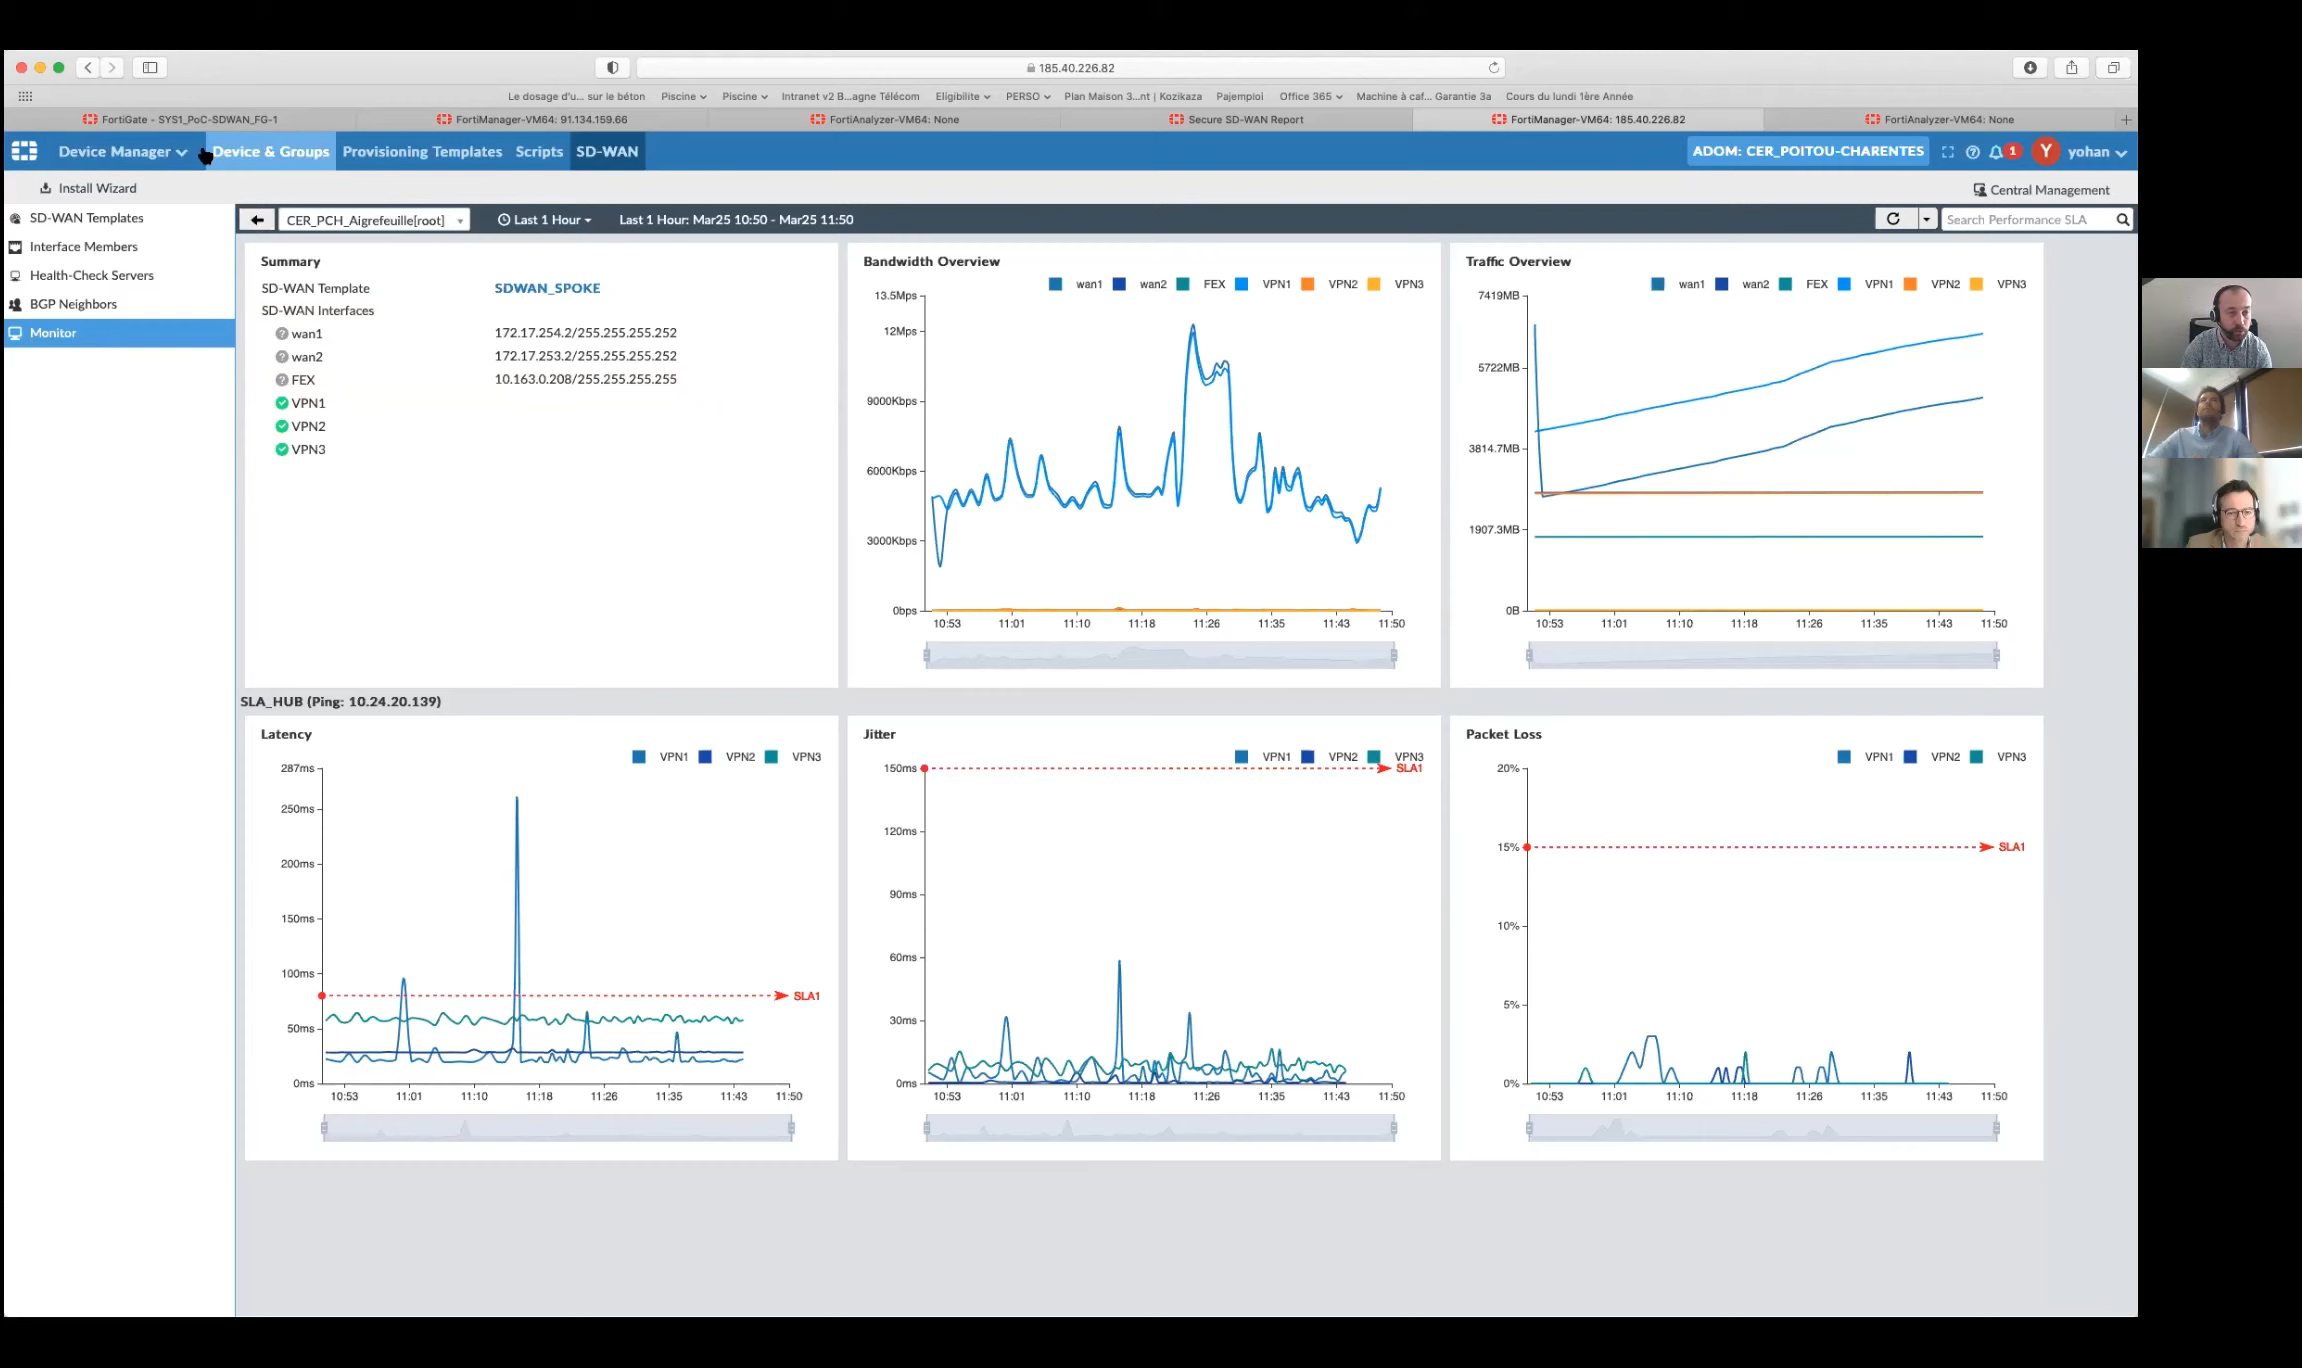 185.40.226.82
Le dosage d'u... sur le béton Piscine Piscine Intranet v2 B...agne Télécom Eligibilite PERSO Plan Maison 3...nt | Kozikaza Pajemploi Office 365 Machine à caf... Garantie 3a Cours du lundi 1ère Année
FortiGate - SYS1_PoC-SDWAN_FG-1 FortiManager-VM64: 91.134.159.66 FortiAnalyzer-VM64: None Secure SD-WAN Report FortiManager-VM64: 185.40.226.82 FortiAnalyzer-VM64: None
Device Manager Device & Groups Provisioning Templates Scripts SD-WAN ADOM: CER_POITOU-CHARENTES 1 Y yohan
Install Wizard Central Management
SD-WAN Templates
Interface Members
Health-Check Servers
BGP Neighbors
Monitor
CER_PCH_Aigrefeuille[root] Last 1 Hour Last 1 Hour: Mar25 10:50 - Mar25 11:50 Search Performance SLA
Summary
SD-WAN Template SDWAN_SPOKE
SD-WAN Interfaces
wan1 172.17.254.2/255.255.255.252
wan2 172.17.253.2/255.255.255.252
FEX 10.163.0.208/255.255.255.255
VPN1
VPN2
VPN3
Bandwidth Overview
wan1 wan2 FEX VPN1 VPN2 VPN3
13.5Mps
12Mps
9000Kbps
6000Kbps
3000Kbps
0bps
10:53 11:01 11:10 11:18 11:26 11:35 11:43 11:50
Traffic Overview
wan1 wan2 FEX VPN1 VPN2 VPN3
7419MB
5722MB
3814.7MB
1907.3MB
0B
10:53 11:01 11:10 11:18 11:26 11:35 11:43 11:50
SLA_HUB (Ping: 10.24.20.139)
Latency
VPN1 VPN2 VPN3
287ms
250ms
200ms
150ms
100ms
SLA1
50ms
0ms
10:53 11:01 11:10 11:18 11:26 11:35 11:43 11:50
Jitter
VPN1 VPN2 VPN3
150ms SLA1
120ms
90ms
60ms
30ms
0ms
10:53 11:01 11:10 11:18 11:26 11:35 11:43 11:50
Packet Loss
VPN1 VPN2 VPN3
20%
15% SLA1
10%
5%
0%
10:53 11:01 11:10 11:18 11:26 11:35 11:43 11:50